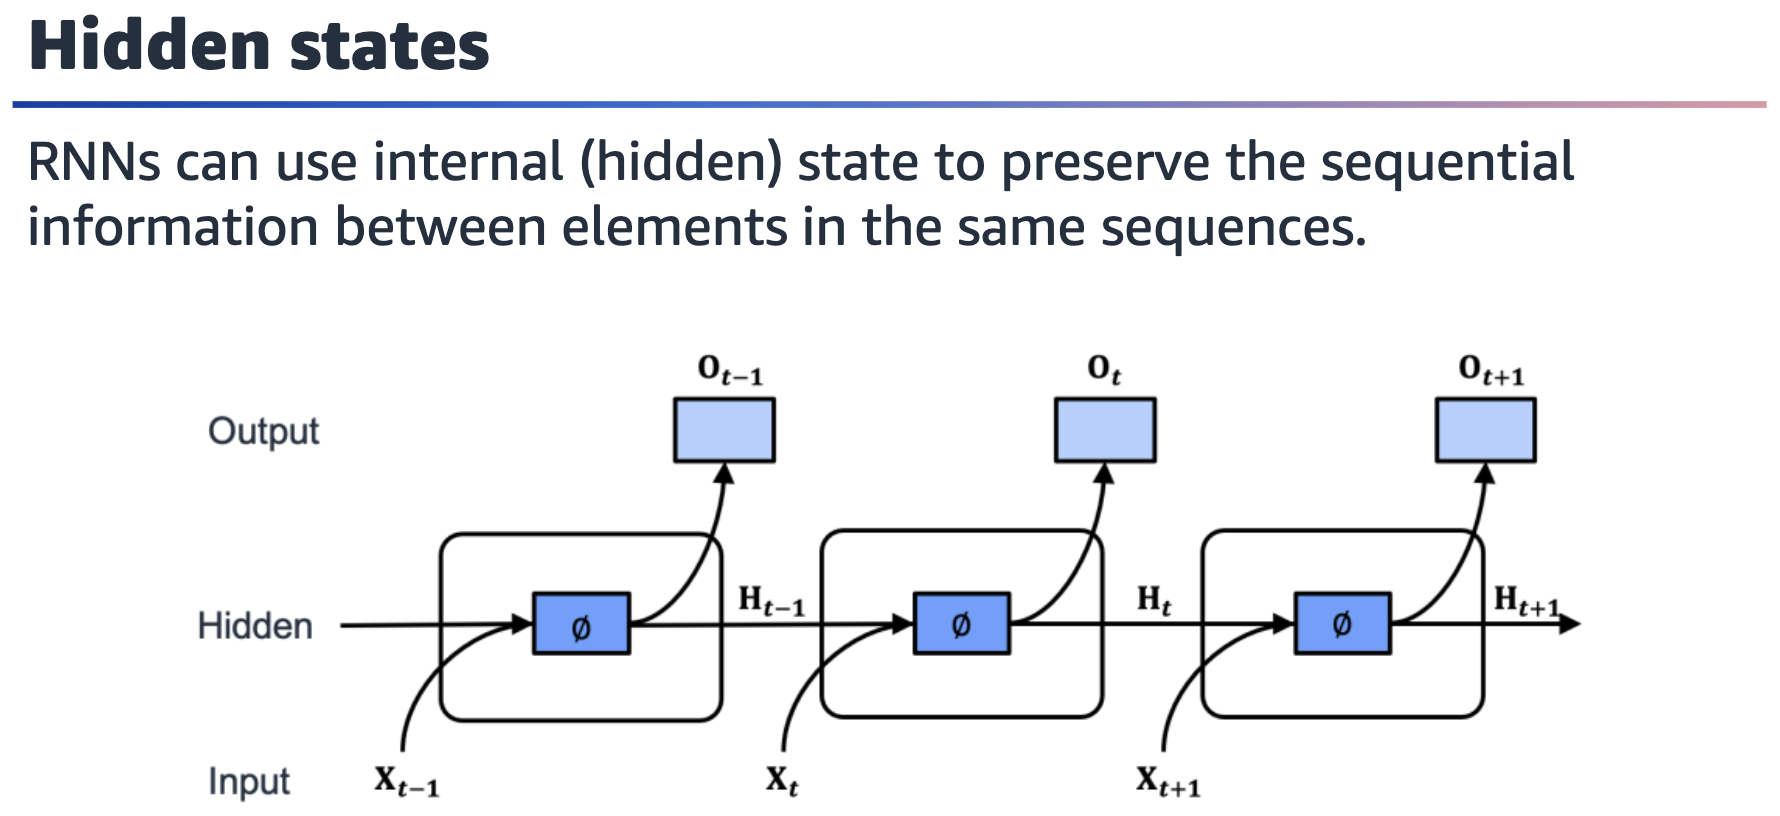 Hidden states
RNNs can use internal (hidden) state to preserve the sequential
information between elements in the same sequences.
O_{t−1} O_t O_{t+1}
Output
H_{t−1} H_t H_{t+1}
Hidden ∅ ∅ ∅
Input X_{t−1} X_t X_{t+1}